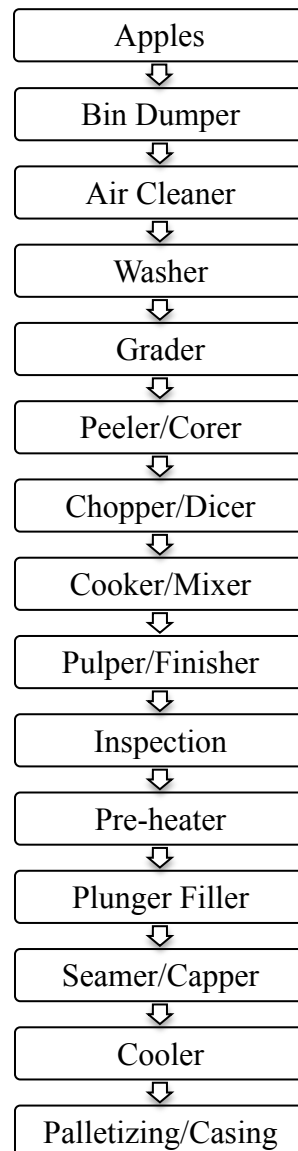 Apples
Bin Dumper
Air Cleaner
Washer
Grader
Peeler/Corer
Chopper/Dicer
Cooker/Mixer
Pulper/Finisher
Inspection
Pre-heater
Plunger Filler
Seamer/Capper
Cooler
Palletizing/Casing